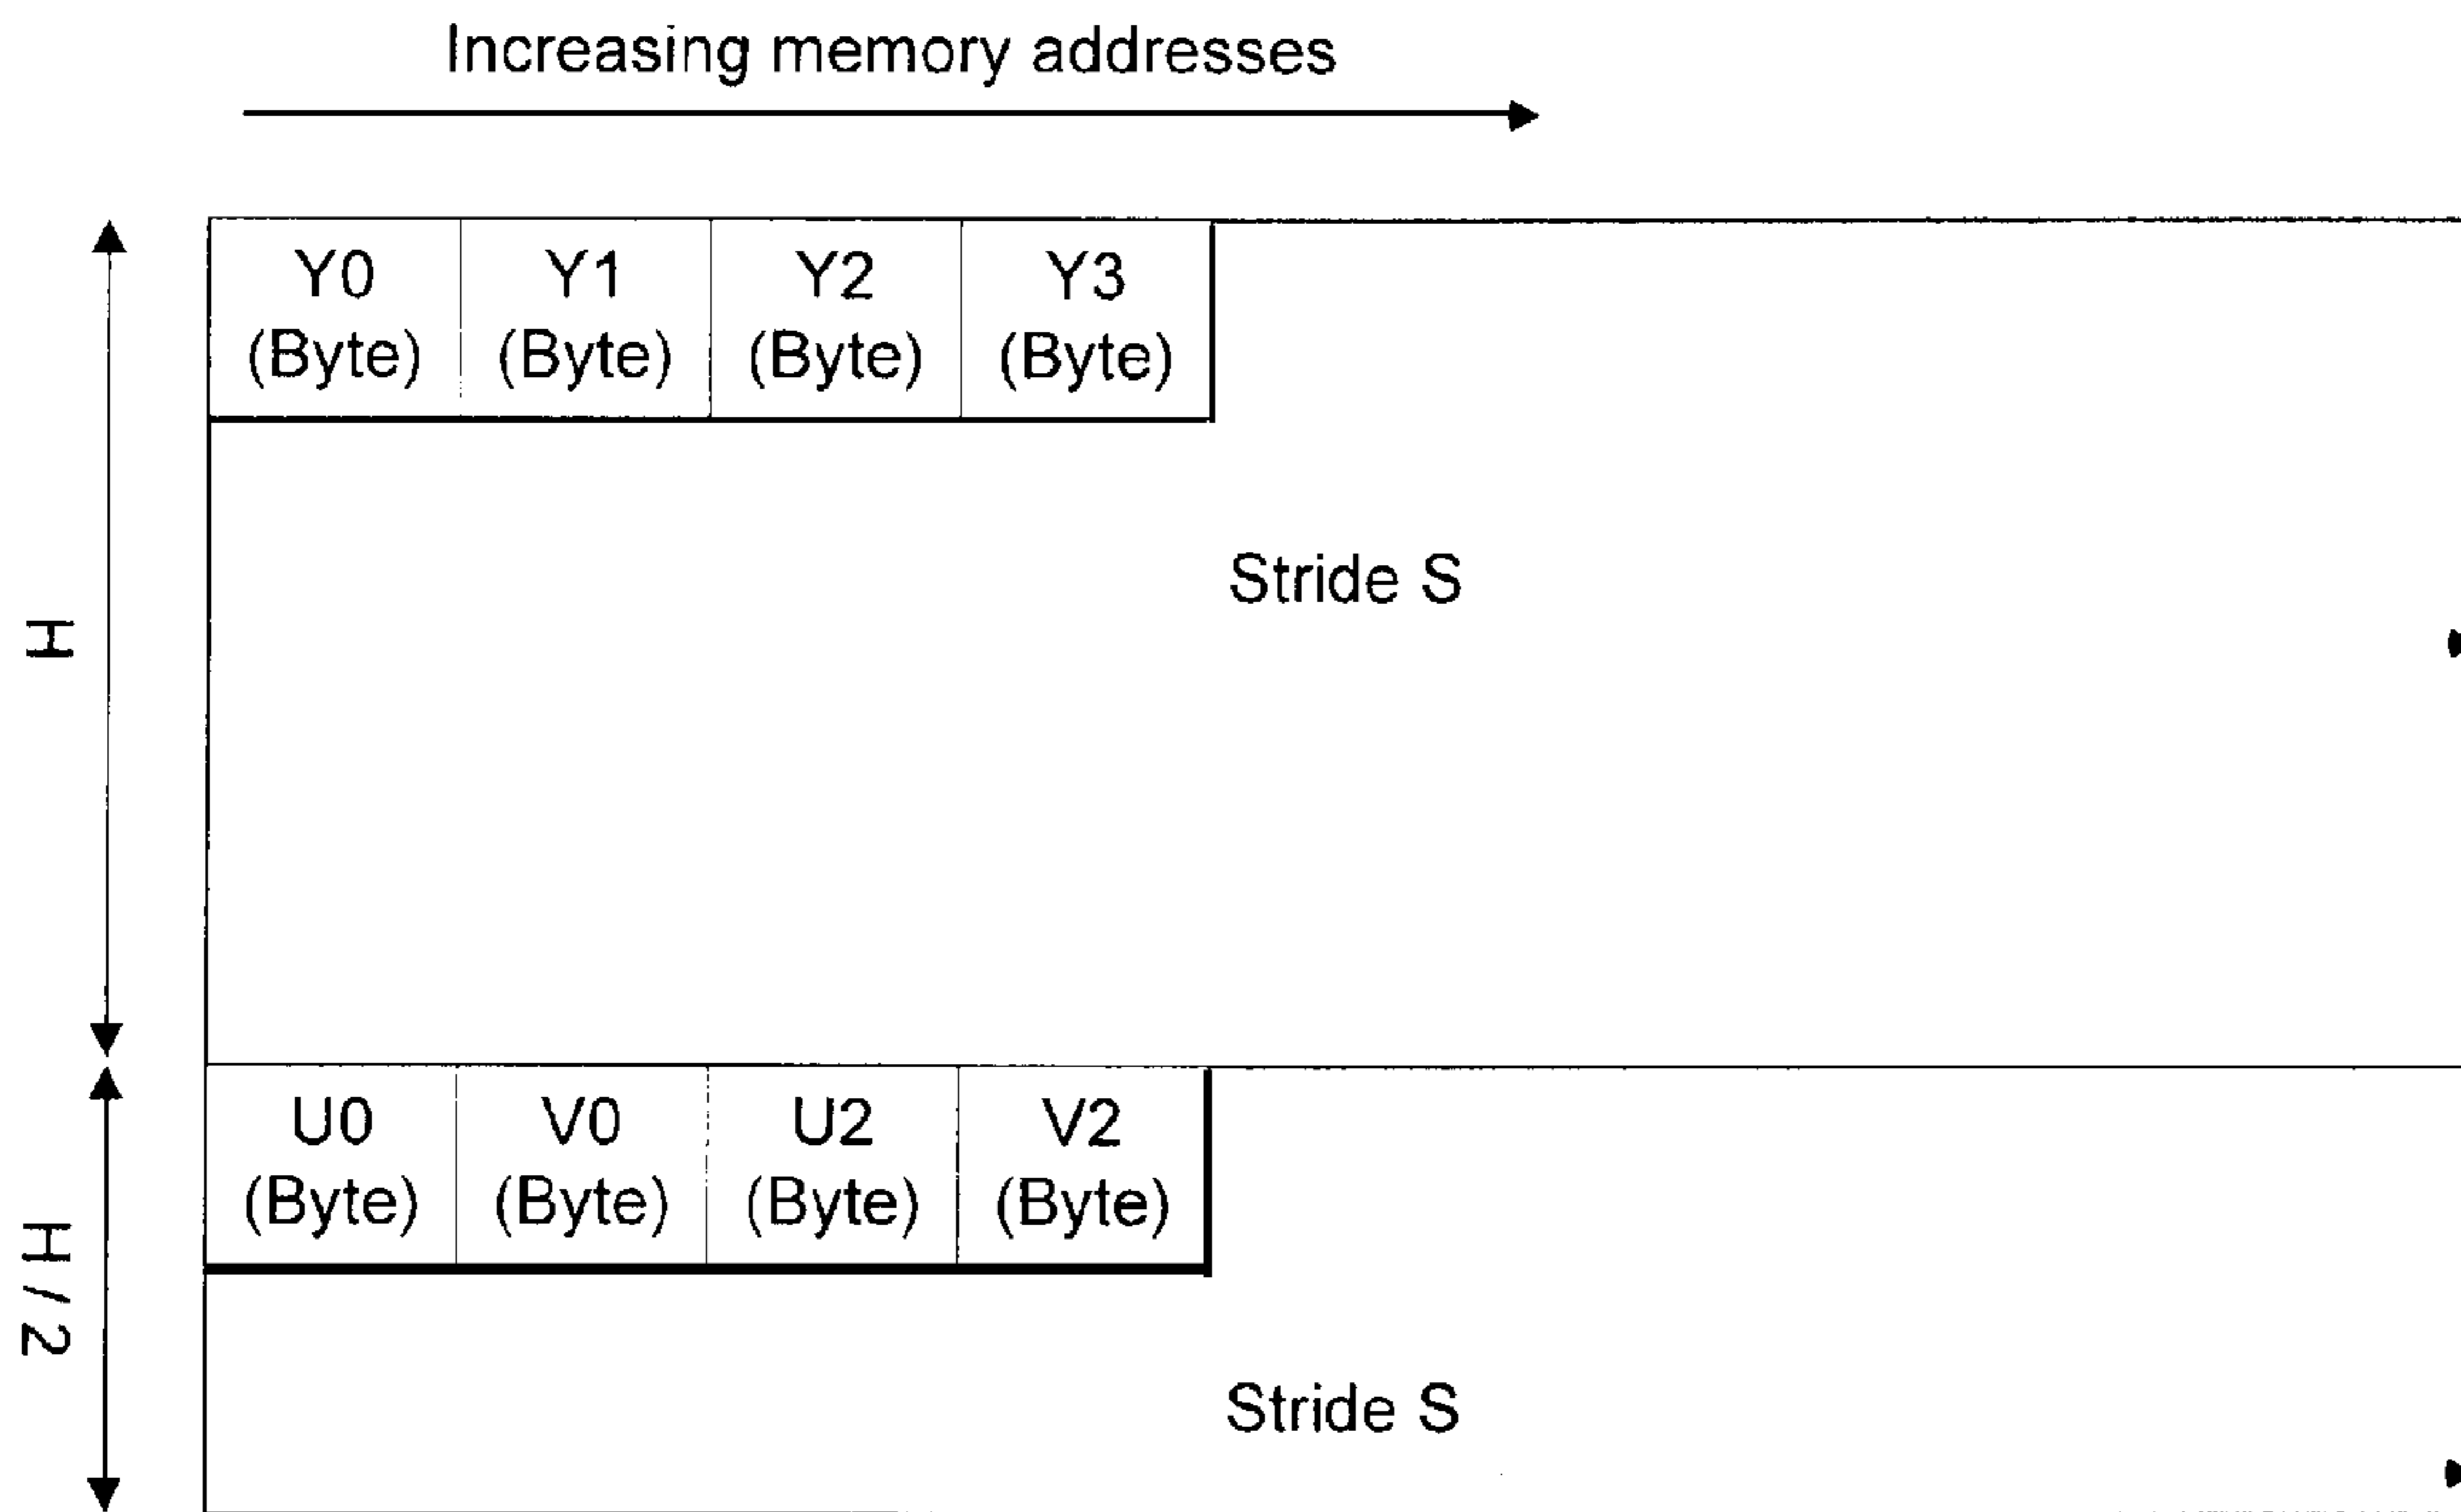 Increasing memory addresses
Y0 Y1 Y2 Y3
(Byte) (Byte) (Byte) (Byte)
Stride S
H
U0 V0 U2 V2
(Byte) (Byte) (Byte) (Byte)
H / 2
Stride S